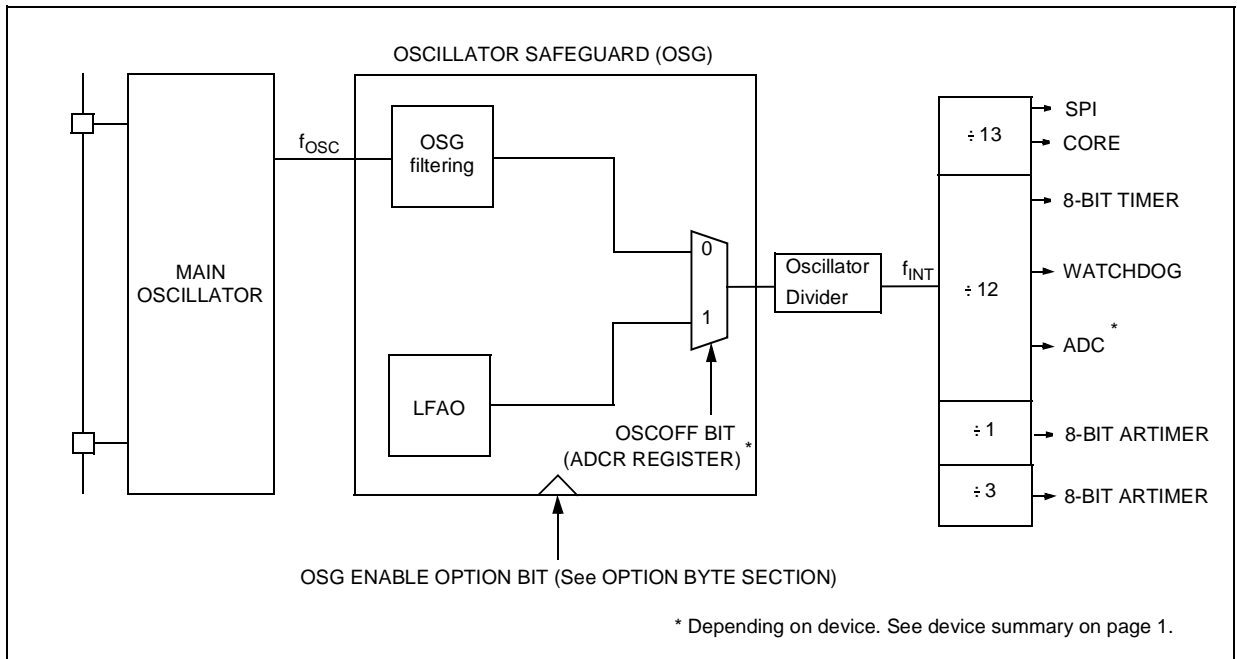 OSCILLATOR SAFEGUARD (OSG)
MAIN
OSCILLATOR
fOSC
OSG
filtering
LFAO
0
1
OSCOFF BIT
(ADCR REGISTER) *
Oscillator
Divider
fINT
÷ 13
÷ 12
÷ 1
÷ 3
SPI
CORE
8-BIT TIMER
WATCHDOG
ADC *
8-BIT ARTIMER
8-BIT ARTIMER
OSG ENABLE OPTION BIT (See OPTION BYTE SECTION)
* Depending on device. See device summary on page 1.